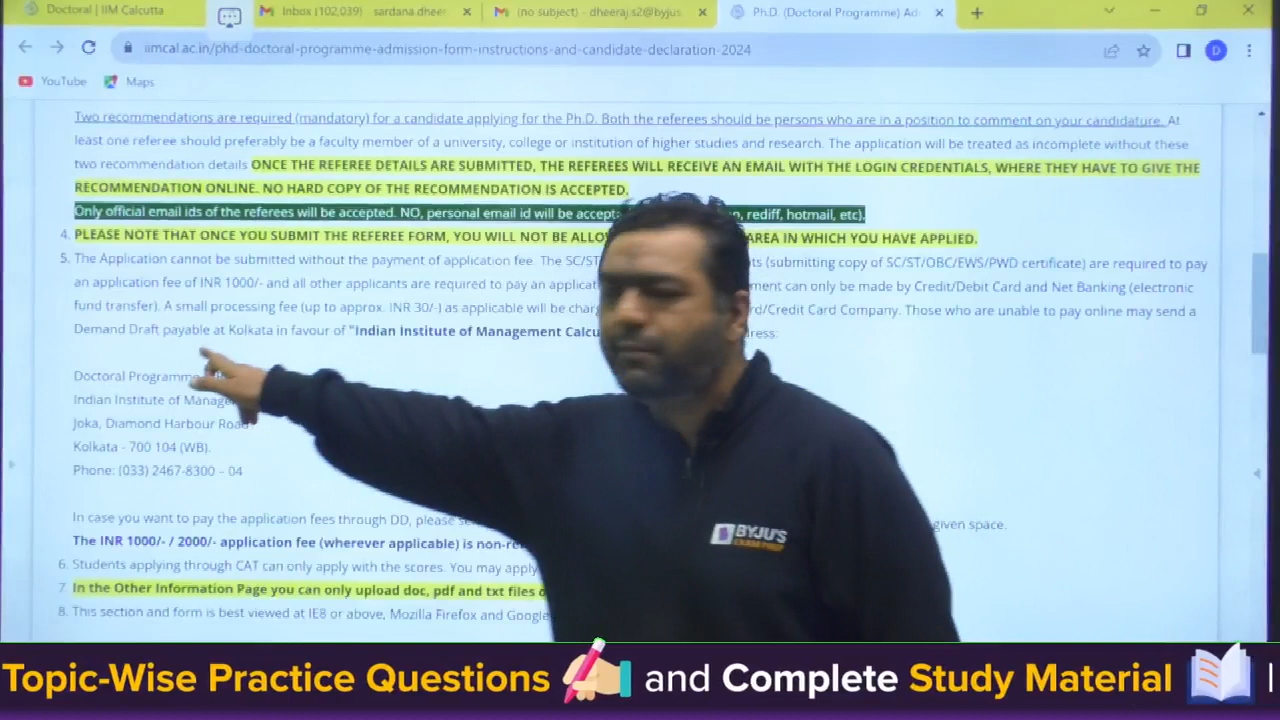 Doctoral | IIM Calcutta
Inbox (102,039) sardana.dheer
(no subject) - dheeraj.s2@byjus
Ph.D. (Doctoral Programme) Ad
iimcal.ac.in/phd-doctoral-programme-admission-form-instructions-and-candidate-declaration-2024
D
YouTube Maps
Two recommendations are required (mandatory) for a candidate applying for the Ph.D. Both the referees should be persons who are in a position to comment on your candidature. At
least one referee should preferably be a faculty member of a university, college or institution of higher studies and research. The application will be treated as incomplete without these
two recommendation details ONCE THE REFEREE DETAILS ARE SUBMITTED, THE REFEREES WILL RECEIVE AN EMAIL WITH THE LOGIN CREDENTIALS, WHERE THEY HAVE TO GIVE THE
RECOMMENDATION ONLINE. NO HARD COPY OF THE RECOMMENDATION IS ACCEPTED.
Only official email ids of the referees will be accepted. NO, personal email id will be accept , rediff, hotmail, etc).
4. PLEASE NOTE THAT ONCE YOU SUBMIT THE REFEREE FORM, YOU WILL NOT BE ALLO AREA IN WHICH YOU HAVE APPLIED.
5. The Application cannot be submitted without the payment of application fee. The SC/ST (submitting copy of SC/ST/OBC/EWS/PWD certificate) are required to pay
an application fee of INR 1000/- and all other applicants are required to pay an applicat ment can only be made by Credit/Debit Card and Net Banking (electronic
fund transfer). A small processing fee (up to approx. INR 30/-) as applicable will be char rd/Credit Card Company. Those who are unable to pay online may send a
Demand Draft payable at Kolkata in favour of "Indian Institute of Management Calcu ress:
Doctoral Programme
Indian Institute of Manage
Joka, Diamond Harbour Road
Kolkata - 700 104 (WB).
Phone: (033) 2467-8300 - 04
In case you want to pay the application fees through DD, please given space.
The INR 1000/- / 2000/- application fee (wherever applicable) is non-re
6. Students applying through CAT can only apply with the scores. You may apply
7. In the Other Information Page you can only upload doc, pdf and txt files o
8. This section and form is best viewed at IE8 or above, Mozilla Firefox and Google
BYJU'S
EXAM PREP
Topic-Wise Practice Questions and Complete Study Material